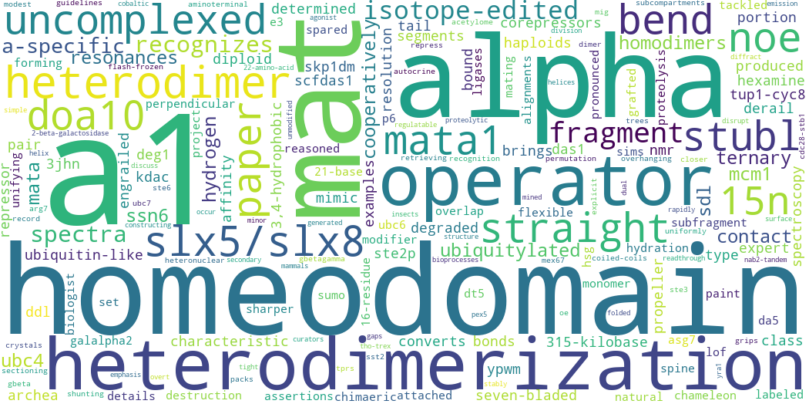 modest guidelines cobaltic aminoterminal determined agonist isotope-edited acetylome mig subcompartments tackled emission
uncomplexed e3 spared tail corepressors division bend portion
a-specific recognizes mat segments haploids repress dimer homodimers noe
forming resonances diploid skp1dm cooperatively resolution alpha autocrine bound ligases mating alignments helices pronounced grafted proteolysis trees produced diffract
flash-frozen 22-amino-acid scfdas1 hexamine
heterodimer tup1-cyc8
simple doa10 perpendicular p6 regulatable proteolytic unmodified derail cdc28-stb1
2-beta-galactosidase a1 project paper reasoned mata1 fragment stubl
pair unifying helix deg1 discuss engrailed hydrogen 3,4-hydrophobic examples retrieving recognition brings das1 permutation overhanging sims nmr closer disrupt ternary
repressor mata 3jhn kdac ste6 affinity 21-base operator explicit dual mined sdl mcm1 15n spectroscopy
record arg7 ubc7 ssn6 occur minor mimic ubc6 overlap flexible subfragment rapidly surface
constructing generated insects degraded structure straight uniformly contact expert
spectra slx5/slx8 modifier ste2p ubiquitylated hsg hydration type readthrough nab2-tandem
ubiquitin-like heteronuclear secondary mammals gbetagamma 16-residue mex67 coiled-coils bioprocesses propeller
homeodomain
ddl biologist set sharper sumo dt5 monomer ste3 paint
crystals galalpha2 curators gaps pex5 oe folded asg7 grips da5
ubc4 characteristic tho-trex sst2 converts bonds 315-kilobase lof class
sectioning heterodimerization
gbeta emphasis overt tight packs tprs ypwm stably spine yrat
archea shunting details destruction assertions chimaeric attached seven-bladed natural chameleon labeled